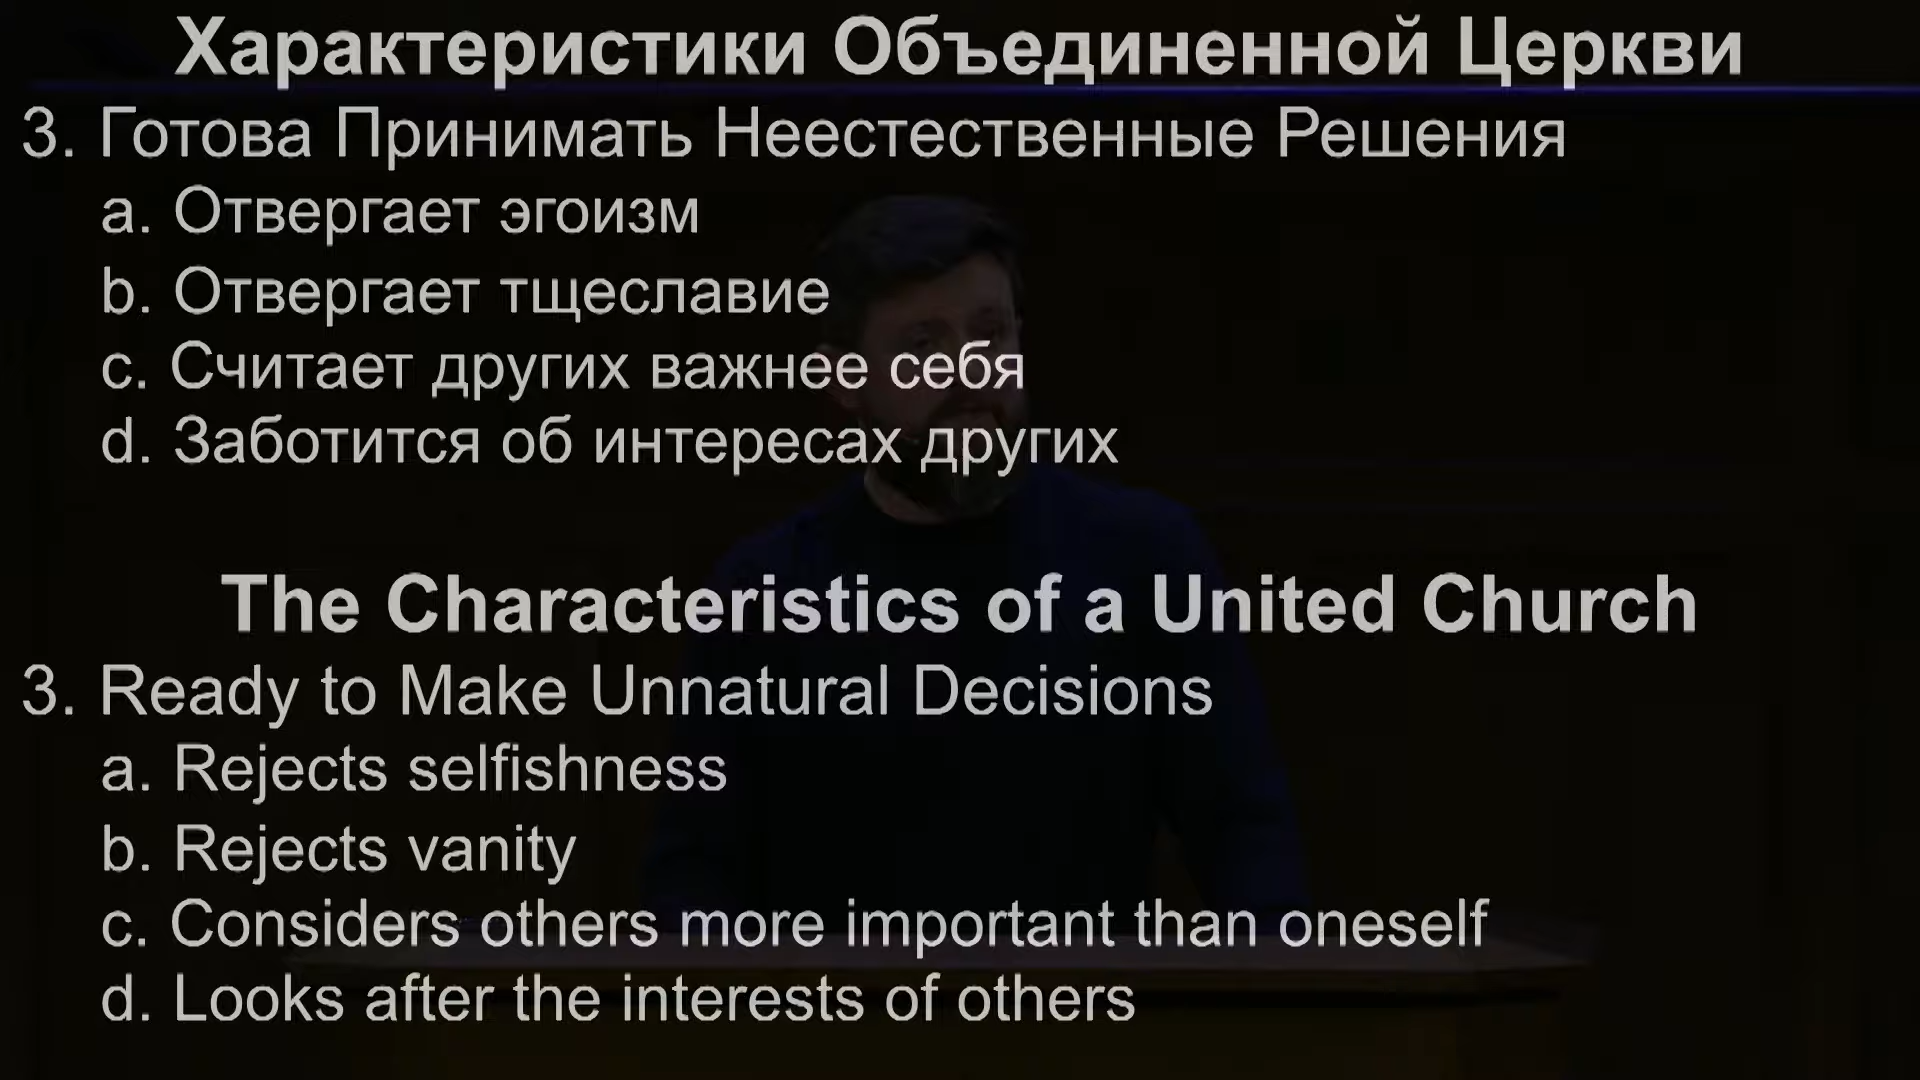 Характеристики Объединенной Церкви
3. Готова Принимать Неестественные Решения
a. Отвергает эгоизм
b. Отвергает тщеславие
c. Считает других важнее себя
d. Заботится об интересах других
The Characteristics of a United Church
3. Ready to Make Unnatural Decisions
a. Rejects selfishness
b. Rejects vanity
c. Considers others more important than oneself
d. Looks after the interests of others